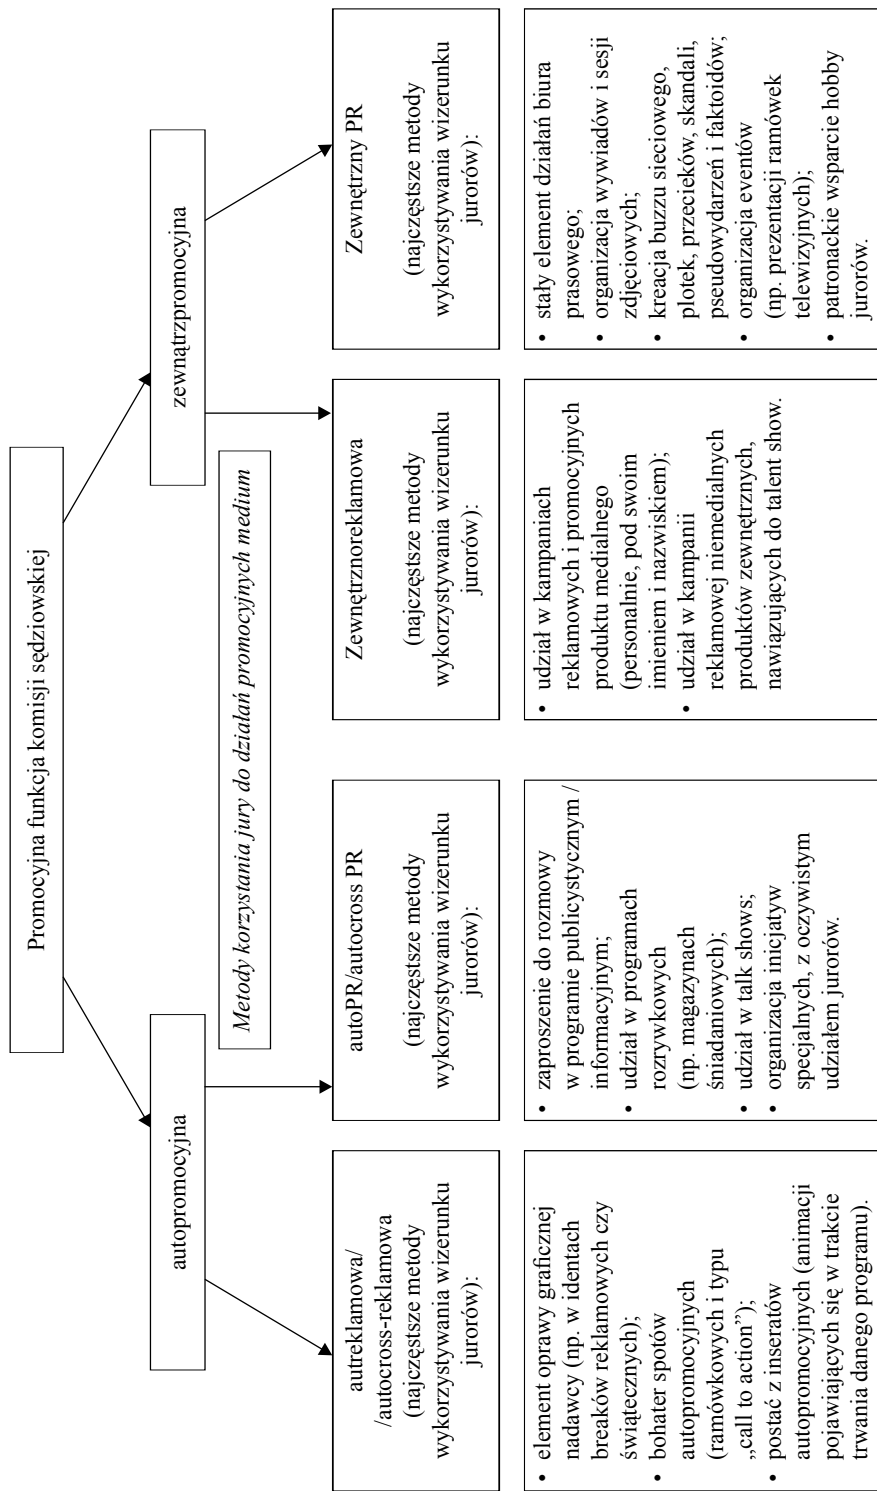 Promocyjna funkcja komisji sędziowskiej
autopromocyjna
zewnątrzpromocyjna
Metody korzystania jury do działań promocyjnych medium
autreklamowa/
/autocross-reklamowa
(najczęstsze metody
wykorzystywania wizerunku
jurorów):
autoPR/autocross PR
(najczęstsze metody
wykorzystywania wizerunku
jurorów):
Zewnętrznoreklamowa
(najczęstsze metody
wykorzystywania wizerunku
jurorów):
Zewnętrzny PR
(najczęstsze metody
wykorzystywania wizerunku
jurorów):
• element oprawy graficznej
nadawcy (np. w identach
breaków reklamowych czy
świątecznych);
• bohater spotów
autopromocyjnych
(ramówkowych i typu
„call to action”);
• postać z inseratów
autopromocyjnych (animacji
pojawiających się w trakcie
trwania danego programu).
• zaproszenie do rozmowy
w programie publicystycznym /
informacyjnym;
• udział w programach
rozrywkowych
(np. magazynach
śniadaniowych);
• udział w talk shows;
• organizacja inicjatyw
specjalnych, z oczywistym
udziałem jurorów.
• udział w kampaniach
reklamowych i promocyjnych
produktu medialnego
(personalnie, pod swoim
imieniem i nazwiskiem);
• udział w kampanii
reklamowej niemedialnych
produktów zewnętrznych,
nawiązujących do talent show.
• stały element działań biura
prasowego;
• organizacja wywiadów i sesji
zdjęciowych;
• kreacja buzzu sieciowego,
plotek, przecieków, skandali,
pseudowydarzeń i faktoidów;
• organizacja eventów
(np. prezentacji ramówek
telewizyjnych);
• patronackie wsparcie hobby
jurorów.